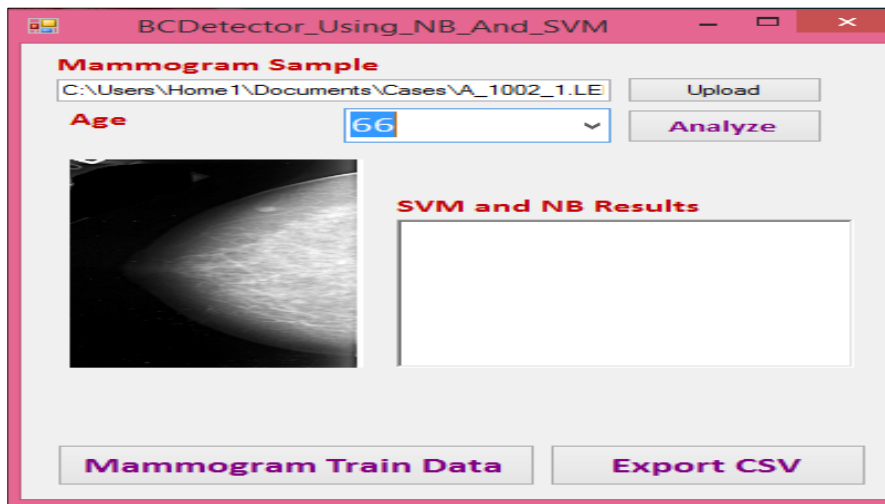 BCDetector_Using_NB_And_SVM
Mammogram Sample
C:\Users\Home1\Documents\Cases\A_1002_1.LE Upload
Age 66 Analyze
SVM and NB Results
Mammogram Train Data Export CSV